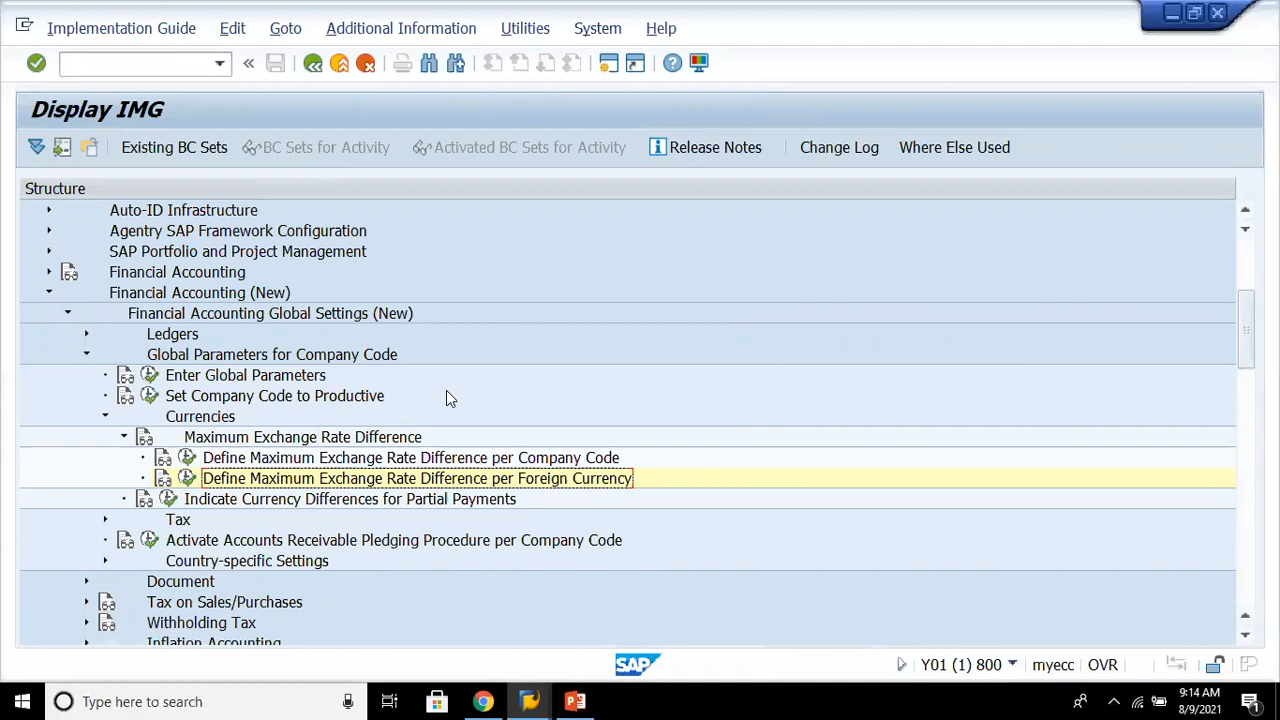 Implementation Guide Edit Goto Additional Information Utilities System Help
Display IMG
Existing BC Sets BC Sets for Activity Activated BC Sets for Activity Release Notes Change Log Where Else Used
Structure
Auto-ID Infrastructure
Agentry SAP Framework Configuration
SAP Portfolio and Project Management
Financial Accounting
Financial Accounting (New)
Financial Accounting Global Settings (New)
Ledgers
Global Parameters for Company Code
Enter Global Parameters
Set Company Code to Productive
Currencies
Maximum Exchange Rate Difference
Define Maximum Exchange Rate Difference per Company Code
Define Maximum Exchange Rate Difference per Foreign Currency
Indicate Currency Differences for Partial Payments
Tax
Activate Accounts Receivable Pledging Procedure per Company Code
Country-specific Settings
Document
Tax on Sales/Purchases
Withholding Tax
Inflation Accounting
SAP Y01 (1) 800 myecc OVR
Type here to search
9:14 AM
8/9/2021
1